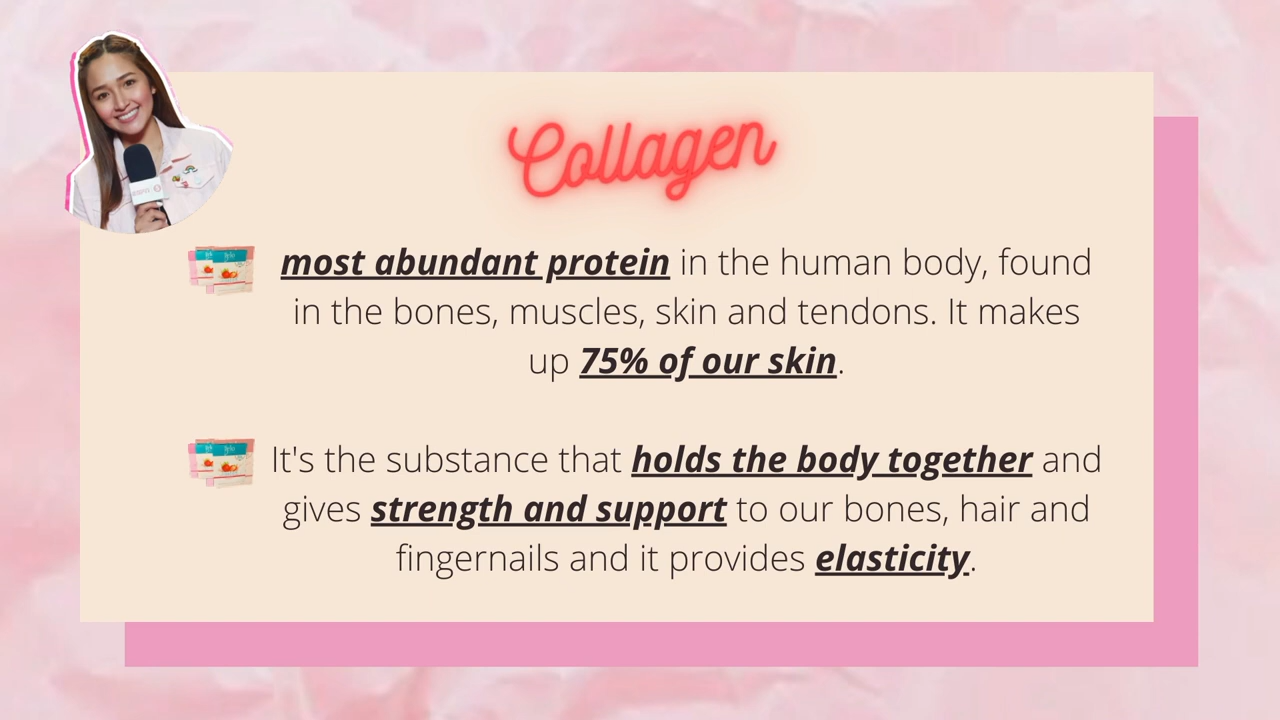 Collagen
most abundant protein in the human body, found
in the bones, muscles, skin and tendons. It makes
up 75% of our skin.
It's the substance that holds the body together and
gives strength and support to our bones, hair and
fingernails and it provides elasticity.